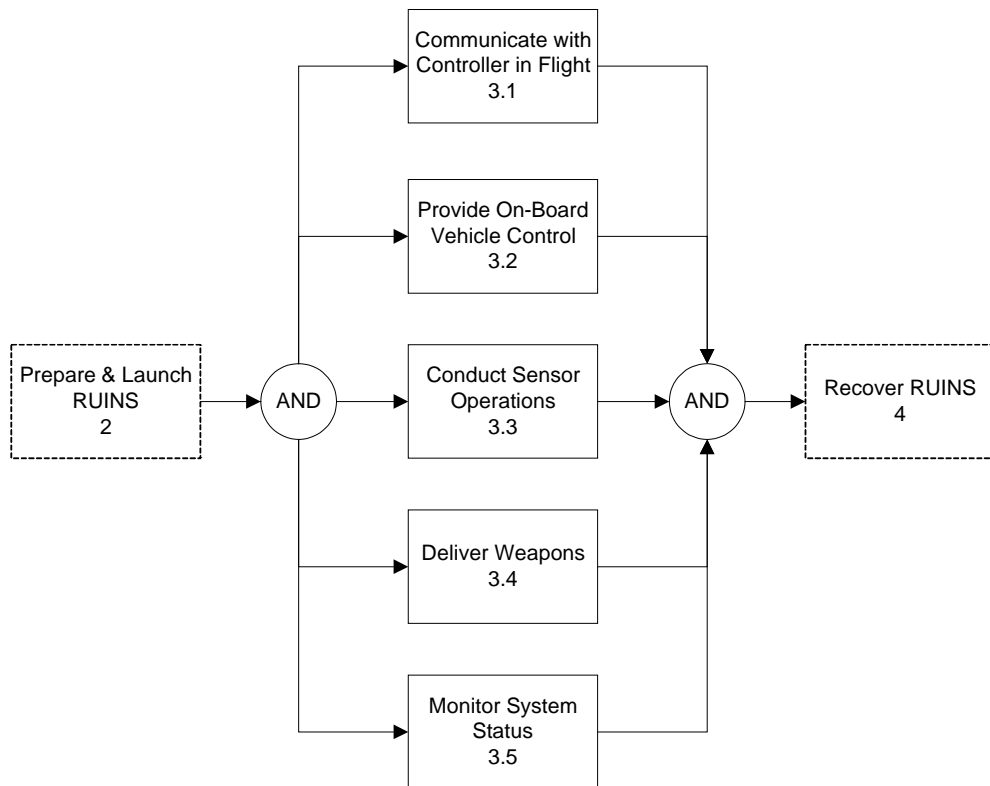 Communicate with
Controller in Flight
3.1
Provide On-Board
Vehicle Control
3.2
Prepare & Launch
RUINS
2
AND
Conduct Sensor
Operations
3.3
AND
Recover RUINS
4
Deliver Weapons
3.4
Monitor System
Status
3.5